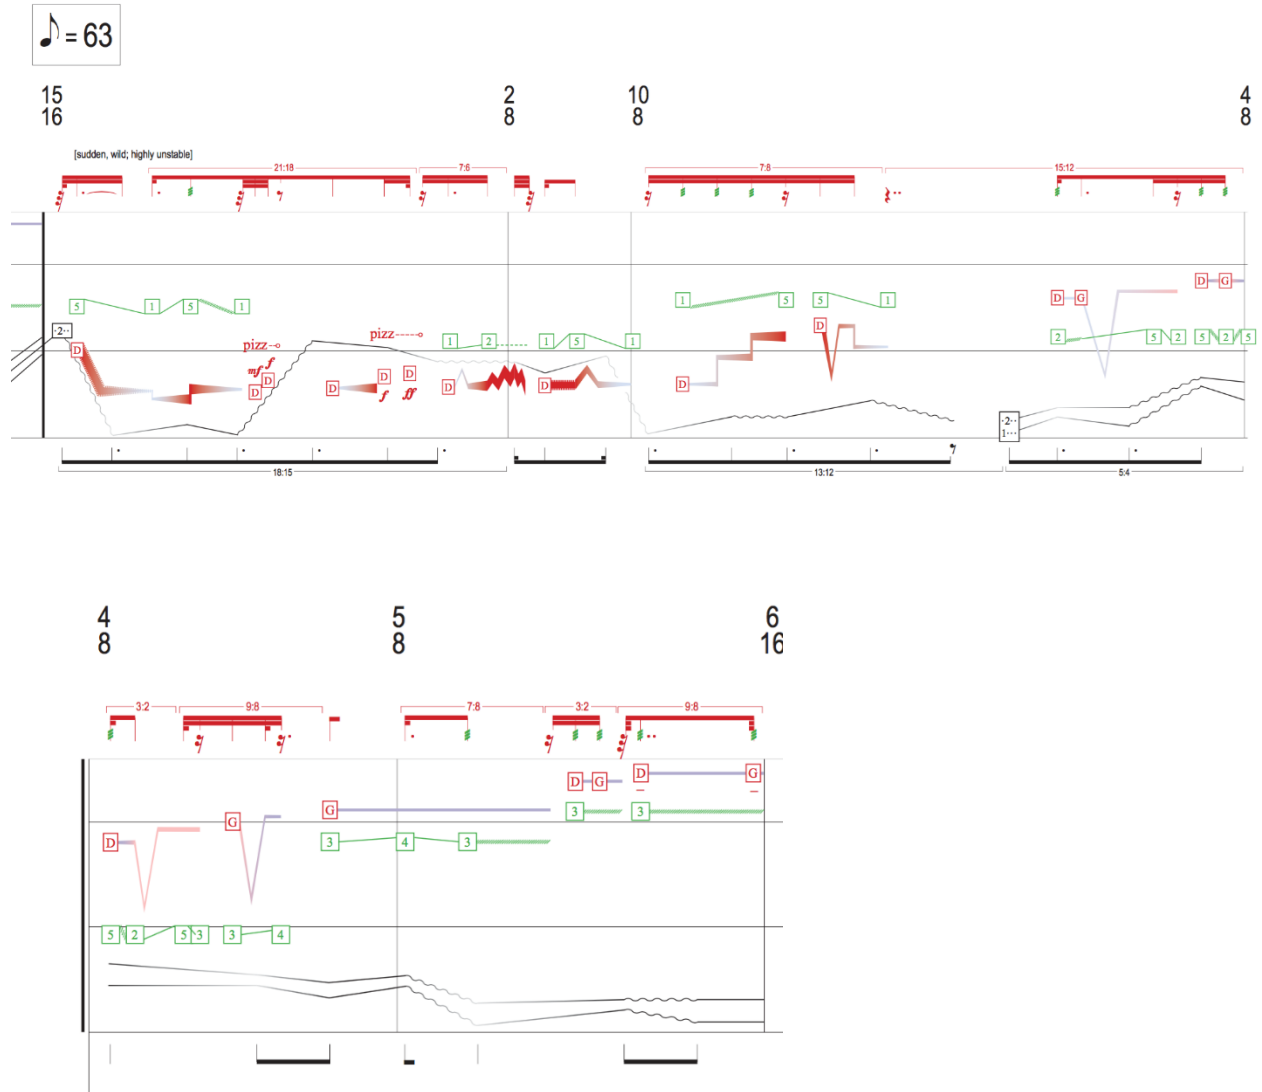 ♪ = 63
15 2 10 4
16 8 8 8
[sudden, wild; highly unstable]
21:18 7:6 7:8 15:12
D G
5 1 5 1 1 5 5 1 D G
·2·· pizz pizz 1 2 1 5 1 D 2 5 2 5 2 5
D mf f
D D D D D D D D
f ff
·2··
1···
18:15 13:12 5:4
4 5 6
8 8 16
3:2 9:8 7:8 3:2 9:8
D G D G
G 3 3
D G 3 4 3
5 2 5 3 3 4